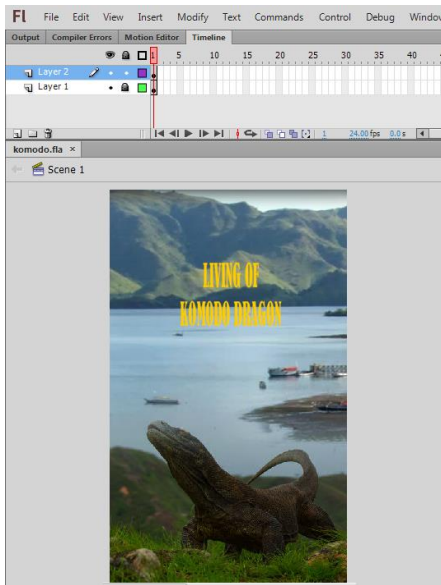 Fl File Edit View Insert Modify Text Commands Control Debug Window
Output Compiler Errors Motion Editor Timeline
1 5 10 15 20 25 30 35 40
Layer 2
Layer 1
1 24.00 fps 0.0 s
komodo.fla ×
Scene 1
LIVING OF
KOMODO DRAGON